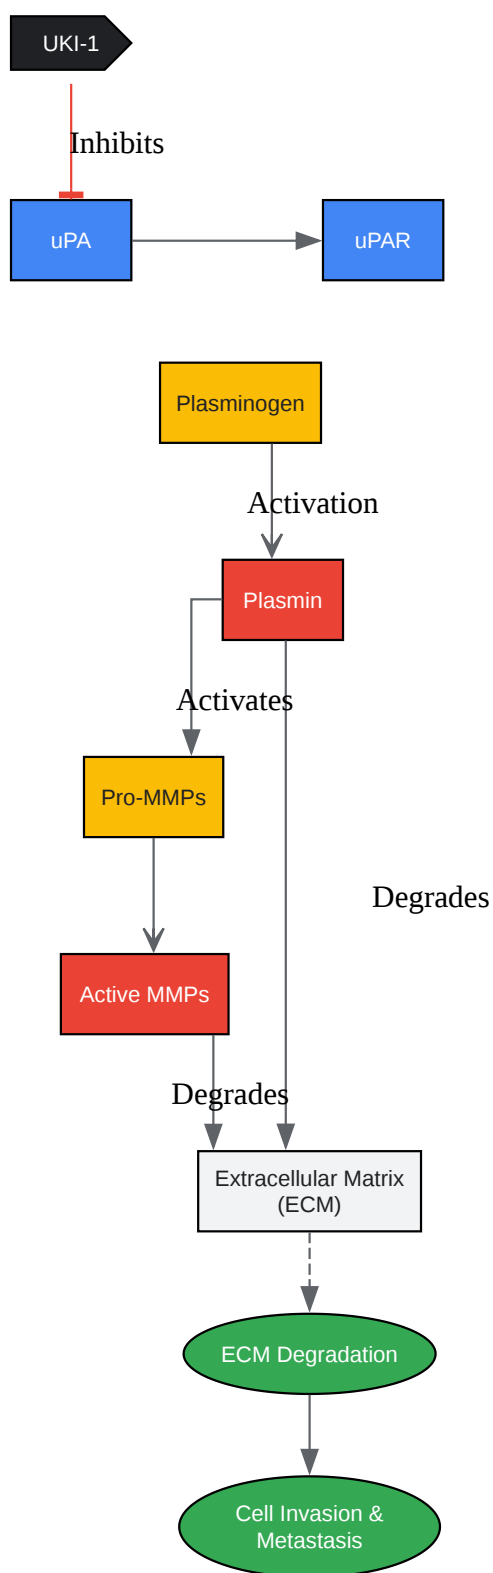 UKI-1
Inhibits
uPA
uPAR
Plasminogen
Activation
Plasmin
Activates
Pro-MMPs
Degrades
Active MMPs
Degrades
Extracellular Matrix
(ECM)
ECM Degradation
Cell Invasion &
Metastasis